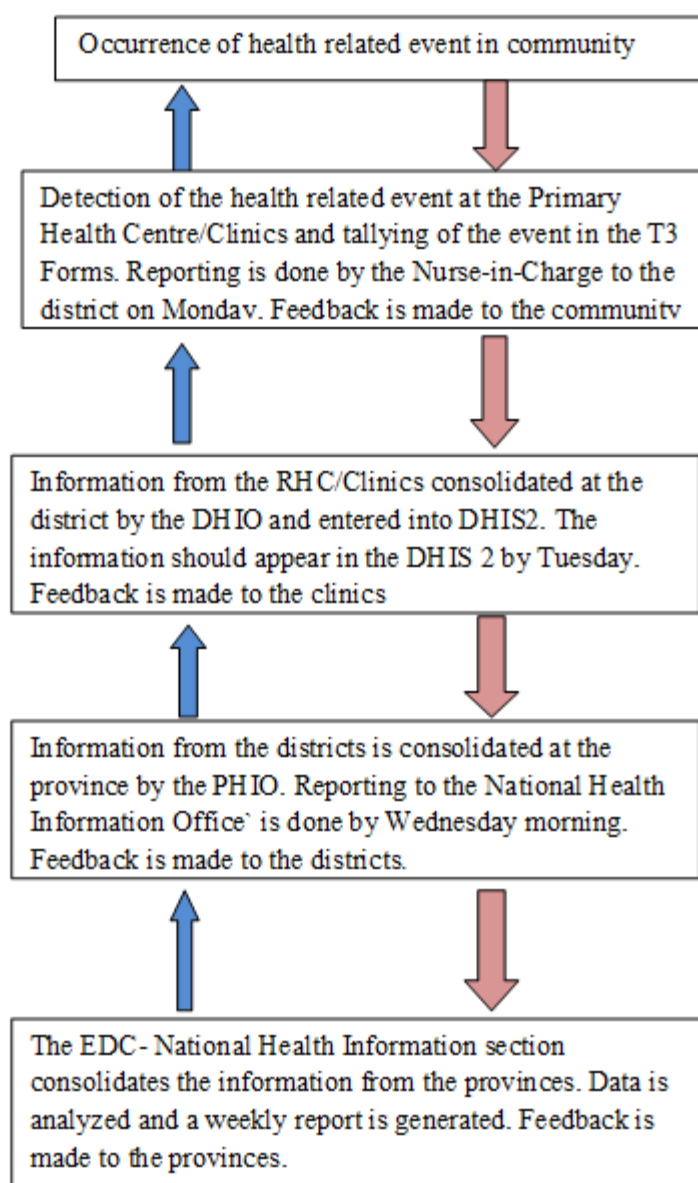 Occurrence of health related event in community
Detection of the health related event at the Primary
Health Centre/Clinics and tallying of the event in the T3
Forms. Reporting is done by the Nurse-in-Charge to the
district on Monday. Feedback is made to the community
Information from the RHC/Clinics consolidated at the
district by the DHIO and entered into DHIS2. The
information should appear in the DHIS 2 by Tuesday.
Feedback is made to the clinics
Information from the districts is consolidated at the
province by the PHIO. Reporting to the National Health
Information Office` is done by Wednesday morning.
Feedback is made to the districts.
The EDC- National Health Information section
consolidates the information from the provinces. Data is
analyzed and a weekly report is generated. Feedback is
made to the provinces.